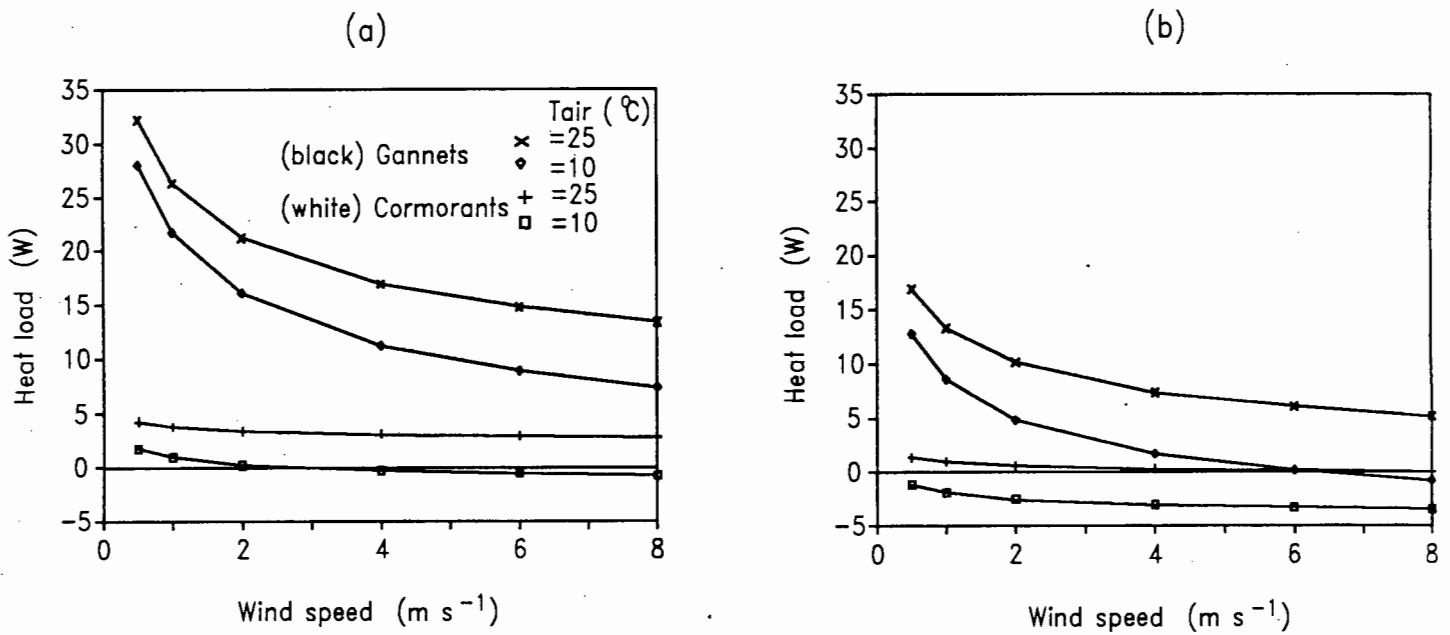 (a)
35
30
25
20
15
10
5
0
−5
Heat load (W)
Tair (°C)
(black) Gannets
× =25
◇ =10
(white) Cormorants
+ =25
□ =10
0 2 4 6 8
Wind speed (m s⁻¹)
(b)
35
30
25
20
15
10
5
0
−5
Heat load (W)
0 2 4 6 8
Wind speed (m s⁻¹)